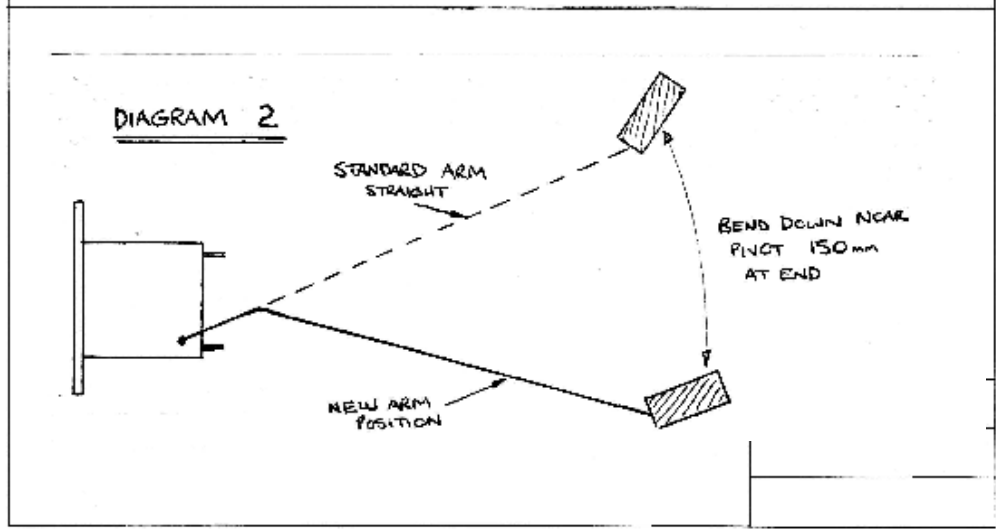 DIAGRAM 2
STANDARD ARM
STRAIGHT
BEND DOWN NEAR
PIVOT 150mm
AT END
NEW ARM
POSITION